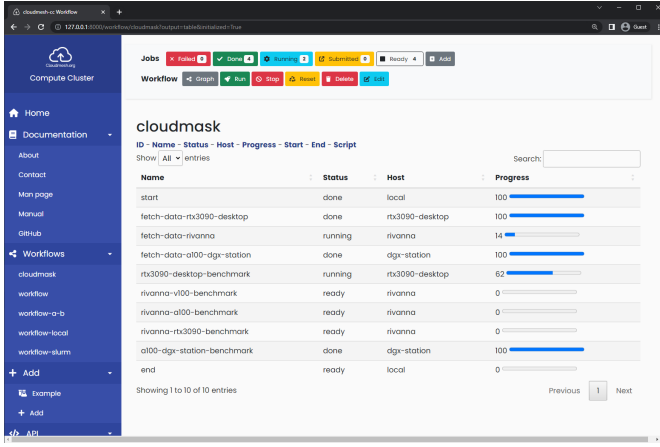 cloudmesh-cc Workflow
127.0.0.1:8000/workflow/cloudmask?output=table&initialized=True
Guest
Cloudmesh.org
Compute Cluster
Home
Documentation
About
Contact
Man page
Manual
GitHub
Workflows
cloudmask
workflow
workflow-a-b
workflow-local
workflow-slurm
Add
Example
Add
API
Jobs Failed 0 Done 4 Running 2 Submitted 0 Ready 4 Add
Workflow Graph Run Stop Reset Delete Edit
cloudmask
ID - Name - Status - Host - Progress - Start - End - Script
Show All entries
Search:
Name Status Host Progress
start done local 100
fetch-data-rtx3090-desktop done rtx3090-desktop 100
fetch-data-rivanna running rivanna 14
fetch-data-a100-dgx-station done dgx-station 100
rtx3090-desktop-benchmark running rtx3090-desktop 62
rivanna-v100-benchmark ready rivanna 0
rivanna-a100-benchmark ready rivanna 0
rivanna-rtx3090-benchmark ready rivanna 0
a100-dgx-station-benchmark done dgx-station 100
end ready local 0
Showing 1 to 10 of 10 entries
Previous 1 Next